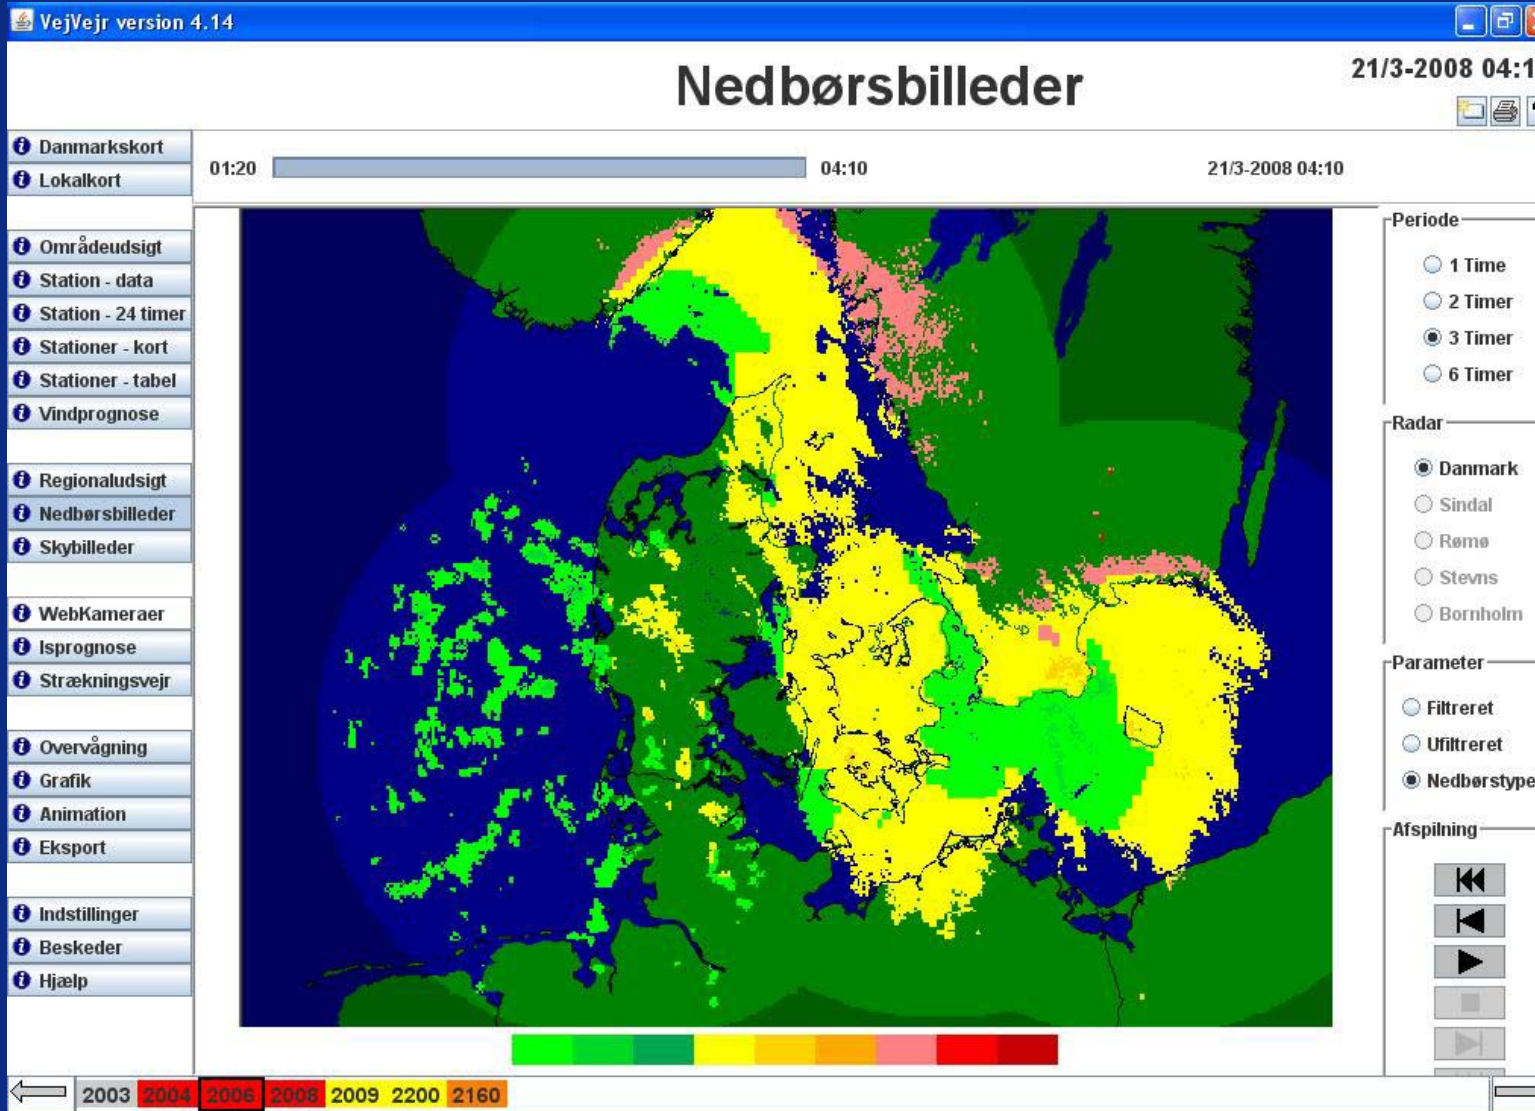 VejVejr version 4.14
Nedbørsbilleder
21/3-2008 04:1
Danmarkskort
Lokalkort
01:20
04:10
21/3-2008 04:10
Områdeudsigt
Station - data
Station - 24 timer
Stationer - kort
Stationer - tabel
Vindprognose
Regionaludsigt
Nedbørsbilleder
Skybilleder
WebKameraer
Isprognose
Strækningsvejr
Overvågning
Grafik
Animation
Eksport
Indstillinger
Beskeder
Hjælp
Periode
1 Time
2 Timer
3 Timer
6 Timer
Radar
Danmark
Sindal
Rømø
Stevns
Bornholm
Parameter
Filtreret
Ufiltreret
Nedbørstype
Afspilning
2003 2004 2006 2008 2009 2200 2160